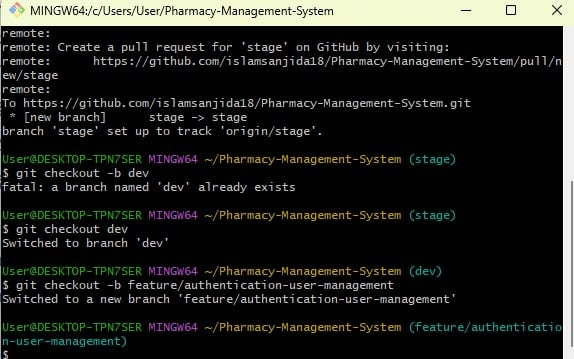 MINGW64:/c/Users/User/Pharmacy-Management-System
remote:
remote: Create a pull request for 'stage' on GitHub by visiting:
remote:      https://github.com/islamsanjida18/Pharmacy-Management-System/pull/n
ew/stage
remote:
To https://github.com/islamsanjida18/Pharmacy-Management-System.git
 * [new branch]      stage -> stage
branch 'stage' set up to track 'origin/stage'.
User@DESKTOP-TPN7SER MINGW64 ~/Pharmacy-Management-System (stage)
$ git checkout -b dev
fatal: a branch named 'dev' already exists
User@DESKTOP-TPN7SER MINGW64 ~/Pharmacy-Management-System (stage)
$ git checkout dev
Switched to branch 'dev'
User@DESKTOP-TPN7SER MINGW64 ~/Pharmacy-Management-System (dev)
$ git checkout -b feature/authentication-user-management
Switched to a new branch 'feature/authentication-user-management'
User@DESKTOP-TPN7SER MINGW64 ~/Pharmacy-Management-System (feature/authenticatio
n-user-management)
$